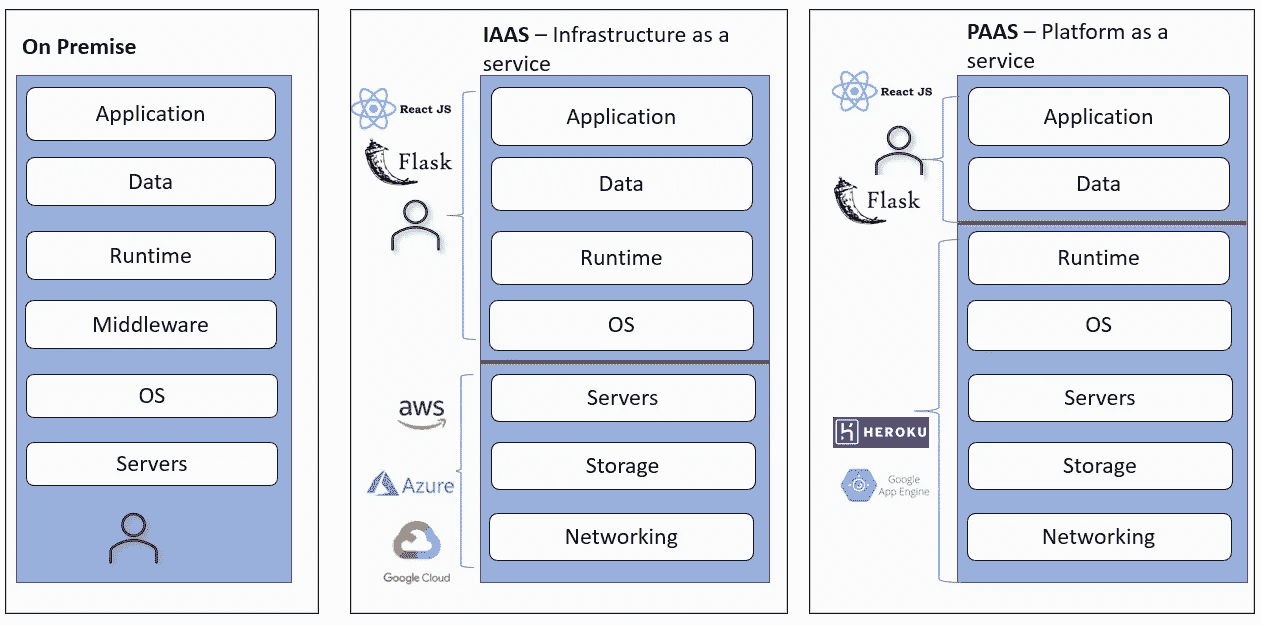 On Premise
Application
Data
Runtime
Middleware
OS
Servers
IAAS – Infrastructure as a
service
React JS
Flask
Application
Data
Runtime
OS
aws
Azure
Google Cloud
Servers
Storage
Networking
PAAS – Platform as a
service
React JS
Flask
Application
Data
Runtime
OS
HEROKU
Google
App Engine
Servers
Storage
Networking